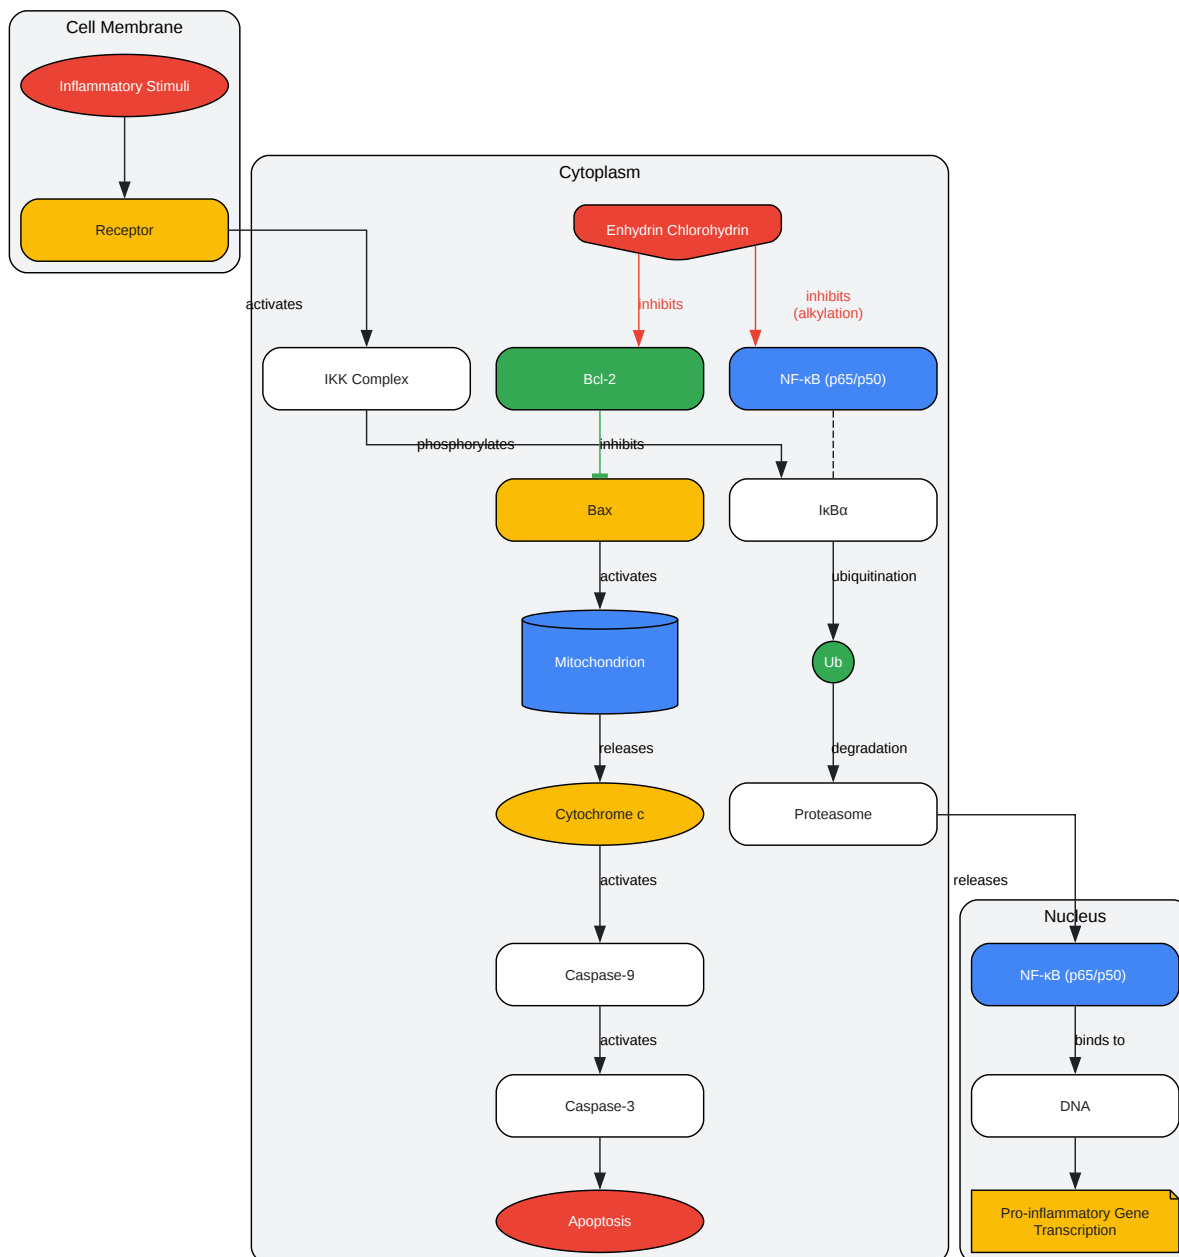 Cell Membrane
Inflammatory Stimuli
Receptor
activates
Cytoplasm
Enhydrin Chlorohydrin
inhibits
inhibits
(alkylation)
IKK Complex
Bcl-2
NF-κB (p65/p50)
phosphorylates
inhibits
Bax
IκBα
activates
ubiquitination
Mitochondrion
Ub
releases
degradation
Cytochrome c
Proteasome
activates
releases
Nucleus
Caspase-9
NF-κB (p65/p50)
activates
binds to
Caspase-3
DNA
Apoptosis
Pro-inflammatory Gene
Transcription